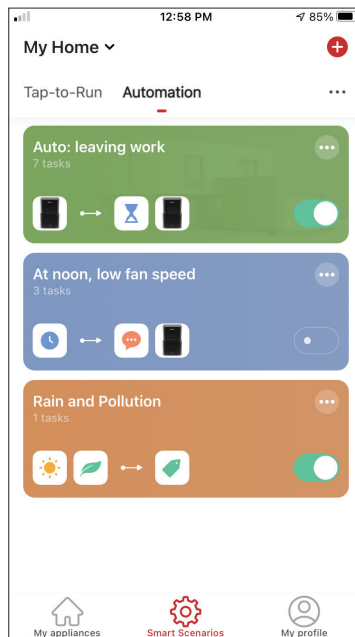 12:58 PM
85%
My Home
Tap-to-Run Automation
Auto: leaving work
7 tasks
At noon, low fan speed
3 tasks
Rain and Pollution
1 tasks
My appliances Smart Scenarios My profile